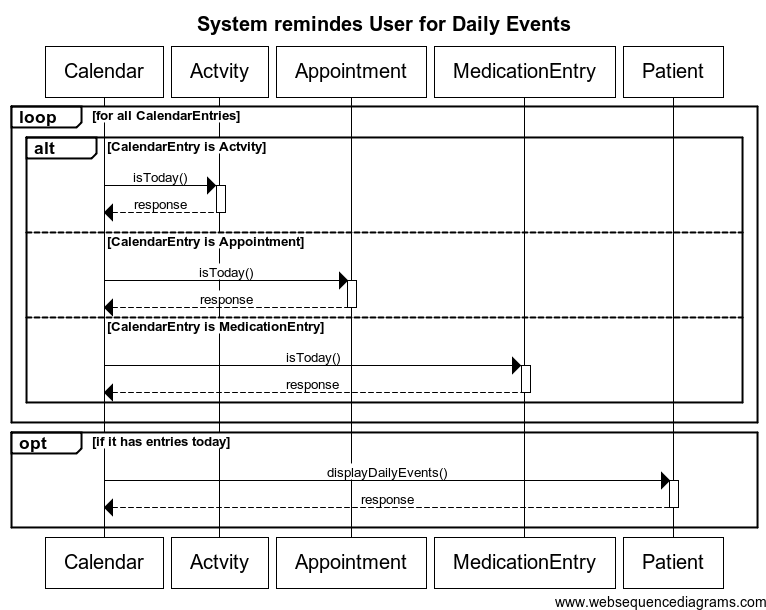 System remindes User for Daily Events
Calendar Actvity Appointment MedicationEntry Patient
loop [for all CalendarEntries]
alt [CalendarEntry is Actvity]
isToday()
response
[CalendarEntry is Appointment]
isToday()
response
[CalendarEntry is MedicationEntry]
isToday()
response
opt [if it has entries today]
displayDailyEvents()
response
Calendar Actvity Appointment MedicationEntry Patient
www.websequencediagrams.com